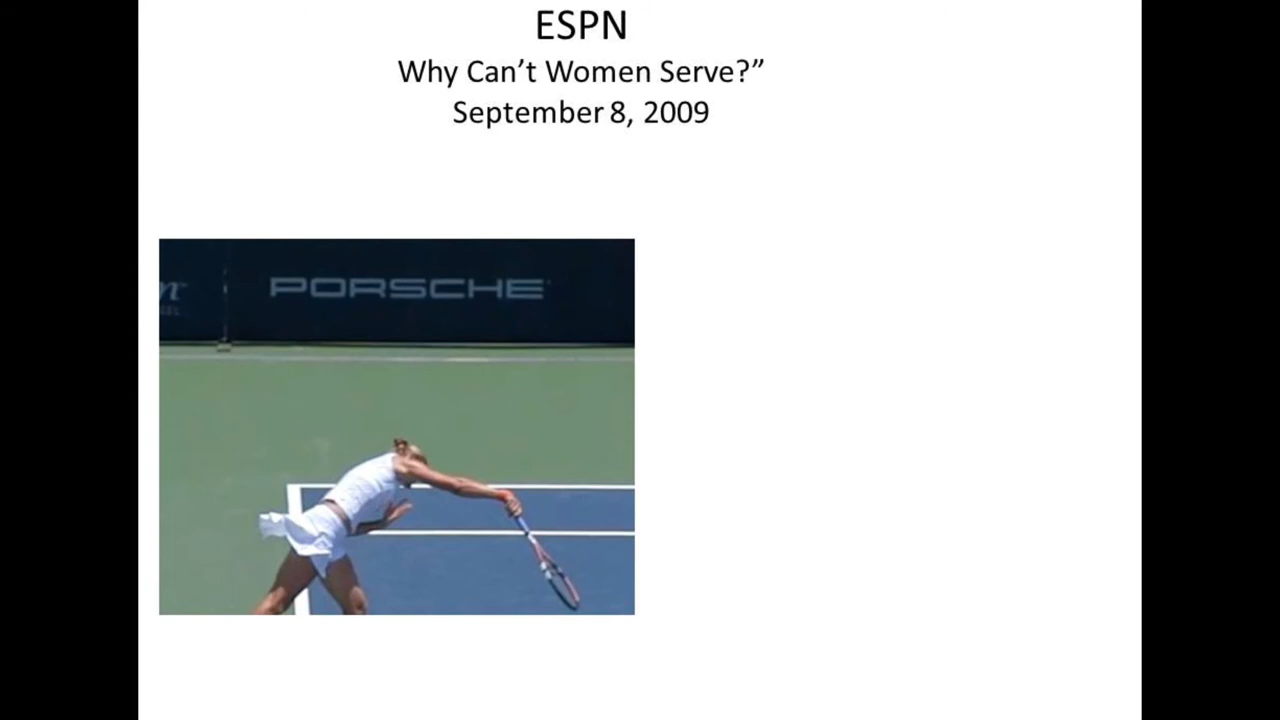 ESPN
Why Can’t Women Serve?”
September 8, 2009
PORSCHE